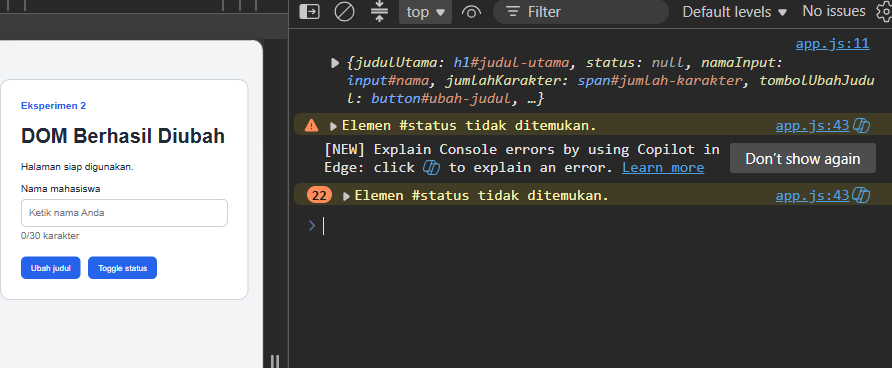 top
Filter
Default levels
No issues
app.js:11
{judulUtama: h1#judul-utama, status: null, namaInput:
input#nama, jumlahKarakter: span#jumlah-karakter, tombolUbahJudu
l: button#ubah-judul, …}
Elemen #status tidak ditemukan.
app.js:43
[NEW] Explain Console errors by using Copilot in
Edge: click to explain an error. Learn more
Don't show again
22
Elemen #status tidak ditemukan.
app.js:43
Eksperimen 2
DOM Berhasil Diubah
Halaman siap digunakan.
Nama mahasiswa
Ketik nama Anda
0/30 karakter
Ubah judul
Toggle status